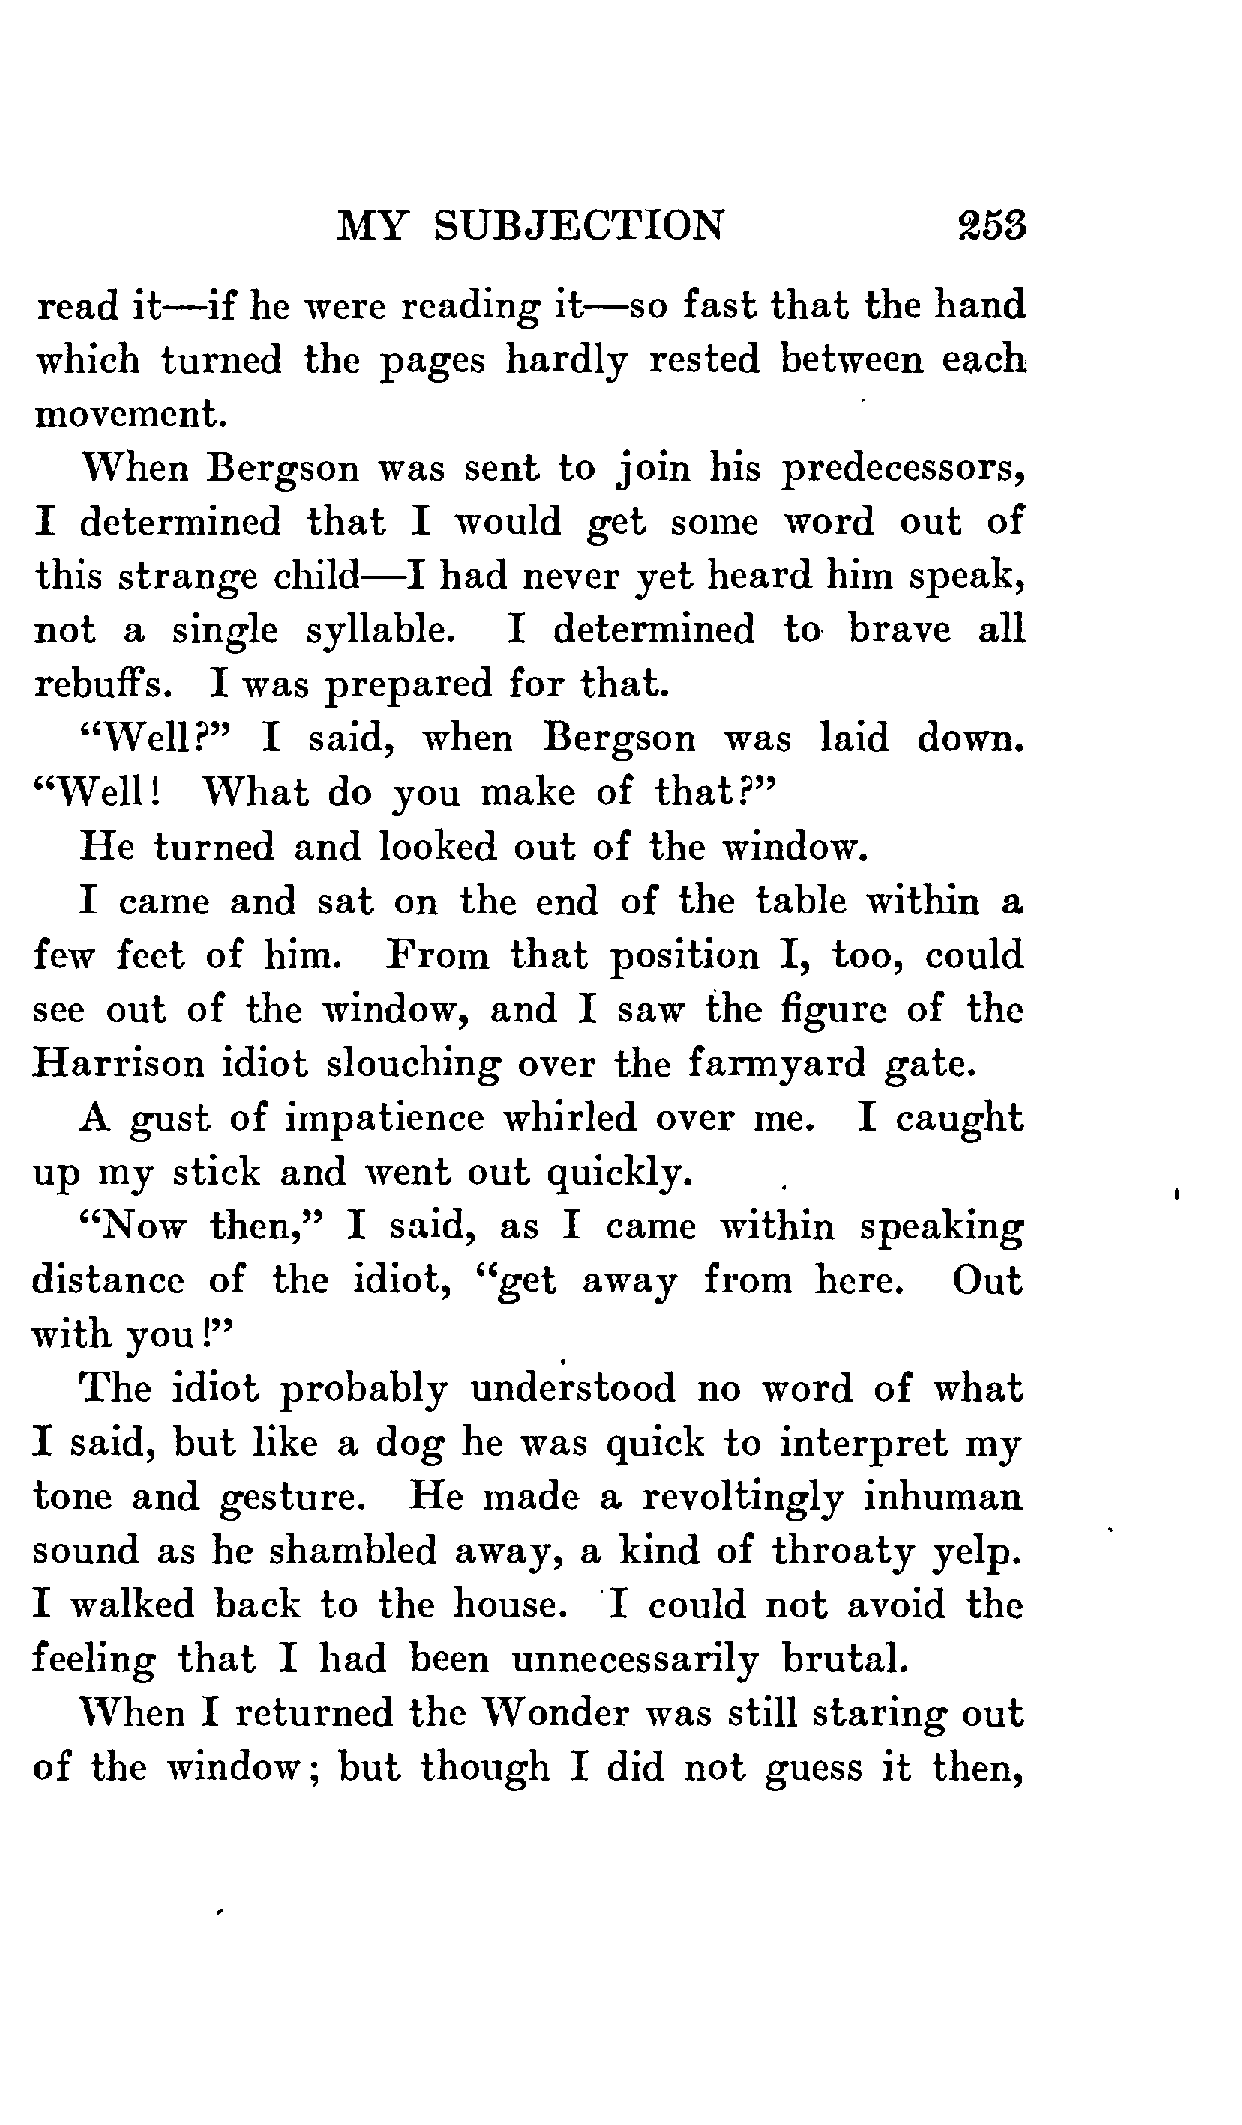 MY SUBJECTION 253
read it—if he were reading it—so fast that the hand
which turned the pages hardly rested between each
movement.
When Bergson was sent to join his predecessors,
I determined that I would get some word out of
this strange child—I had never yet heard him speak,
not a single syllable. I determined to brave all
rebuffs. I was prepared for that.
“Well?” I said, when Bergson was laid down.
“Well! What do you make of that?”
He turned and looked out of the window.
I came and sat on the end of the table within a
few feet of him. From that position I, too, could
see out of the window, and I saw the figure of the
Harrison idiot slouching over the farmyard gate.
A gust of impatience whirled over me. I caught
up my stick and went out quickly.
“Now then,” I said, as I came within speaking
distance of the idiot, “get away from here. Out
with you!”
The idiot probably understood no word of what
I said, but like a dog he was quick to interpret my
tone and gesture. He made a revoltingly inhuman
sound as he shambled away, a kind of throaty yelp.
I walked back to the house. I could not avoid the
feeling that I had been unnecessarily brutal.
When I returned the Wonder was still staring out
of the window; but though I did not guess it then,